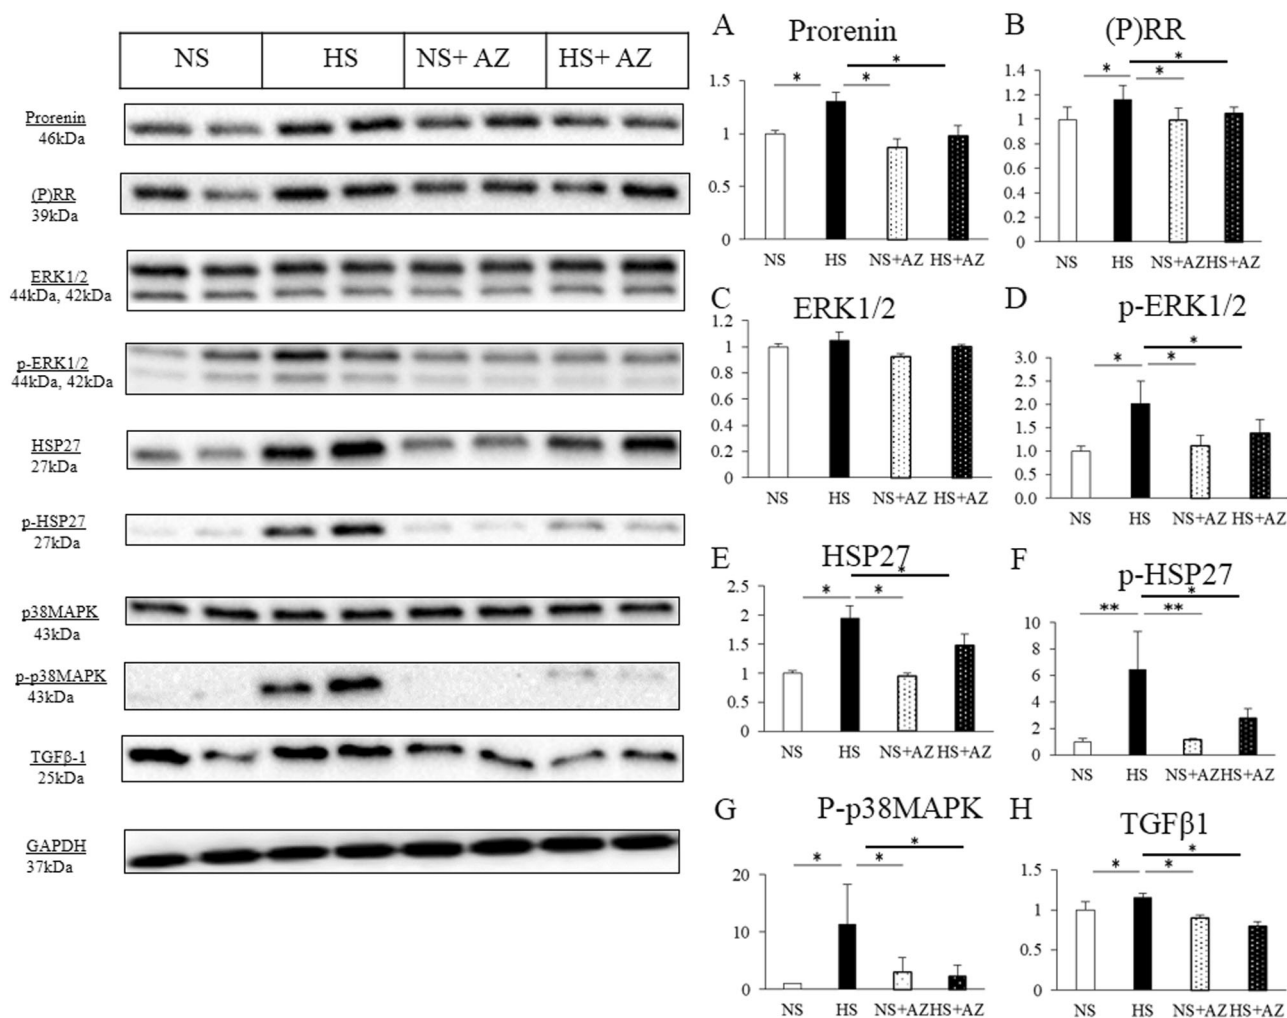 NS HS NS+ AZ HS+ AZ
Prorenin
46kDa
(P)RR
39kDa
ERK1/2
44kDa, 42kDa
p-ERK1/2
44kDa, 42kDa
HSP27
27kDa
p-HSP27
27kDa
p38MAPK
43kDa
p-p38MAPK
43kDa
TGFβ-1
25kDa
GAPDH
37kDa
A
Prorenin
* * *
1.5
1
0.5
0
NS HS NS+AZ HS+AZ
B
(P)RR
* * *
1.4
1.2
1
0.8
0.6
0.4
0.2
0
NS HS NS+AZ HS+AZ
C
ERK1/2
1.2
1
0.8
0.6
0.4
0.2
0
NS HS NS+AZ HS+AZ
D
p-ERK1/2
* * *
3.0
2.5
2.0
1.5
1.0
0.5
0.0
NS HS NS+AZ HS+AZ
E
HSP27
* * *
2.5
2
1.5
1
0.5
0
NS HS NS+AZ HS+AZ
F
p-HSP27
*
** **
10
8
6
4
2
0
NS HS NS+AZ HS+AZ
G
P-p38MAPK
* * *
20
10
0
NS HS NS+AZ HS+AZ
H
TGFβ1
* * *
1.5
1
0.5
0
NS HS NS+AZ HS+AZ